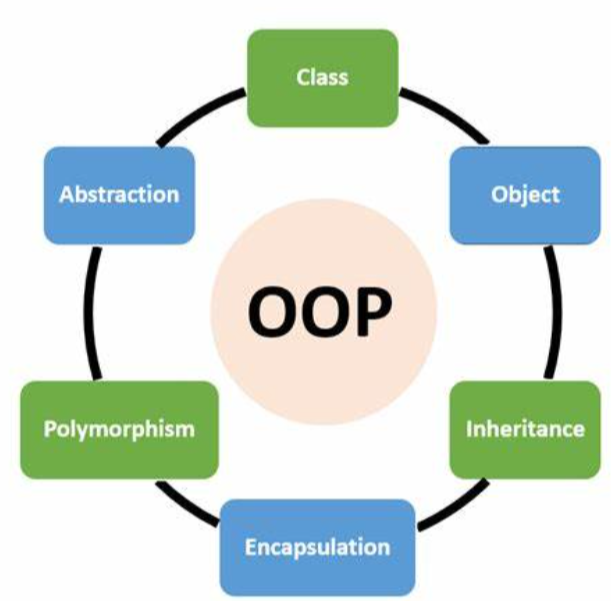 Class
Abstraction
Object
OOP
Polymorphism
Inheritance
Encapsulation